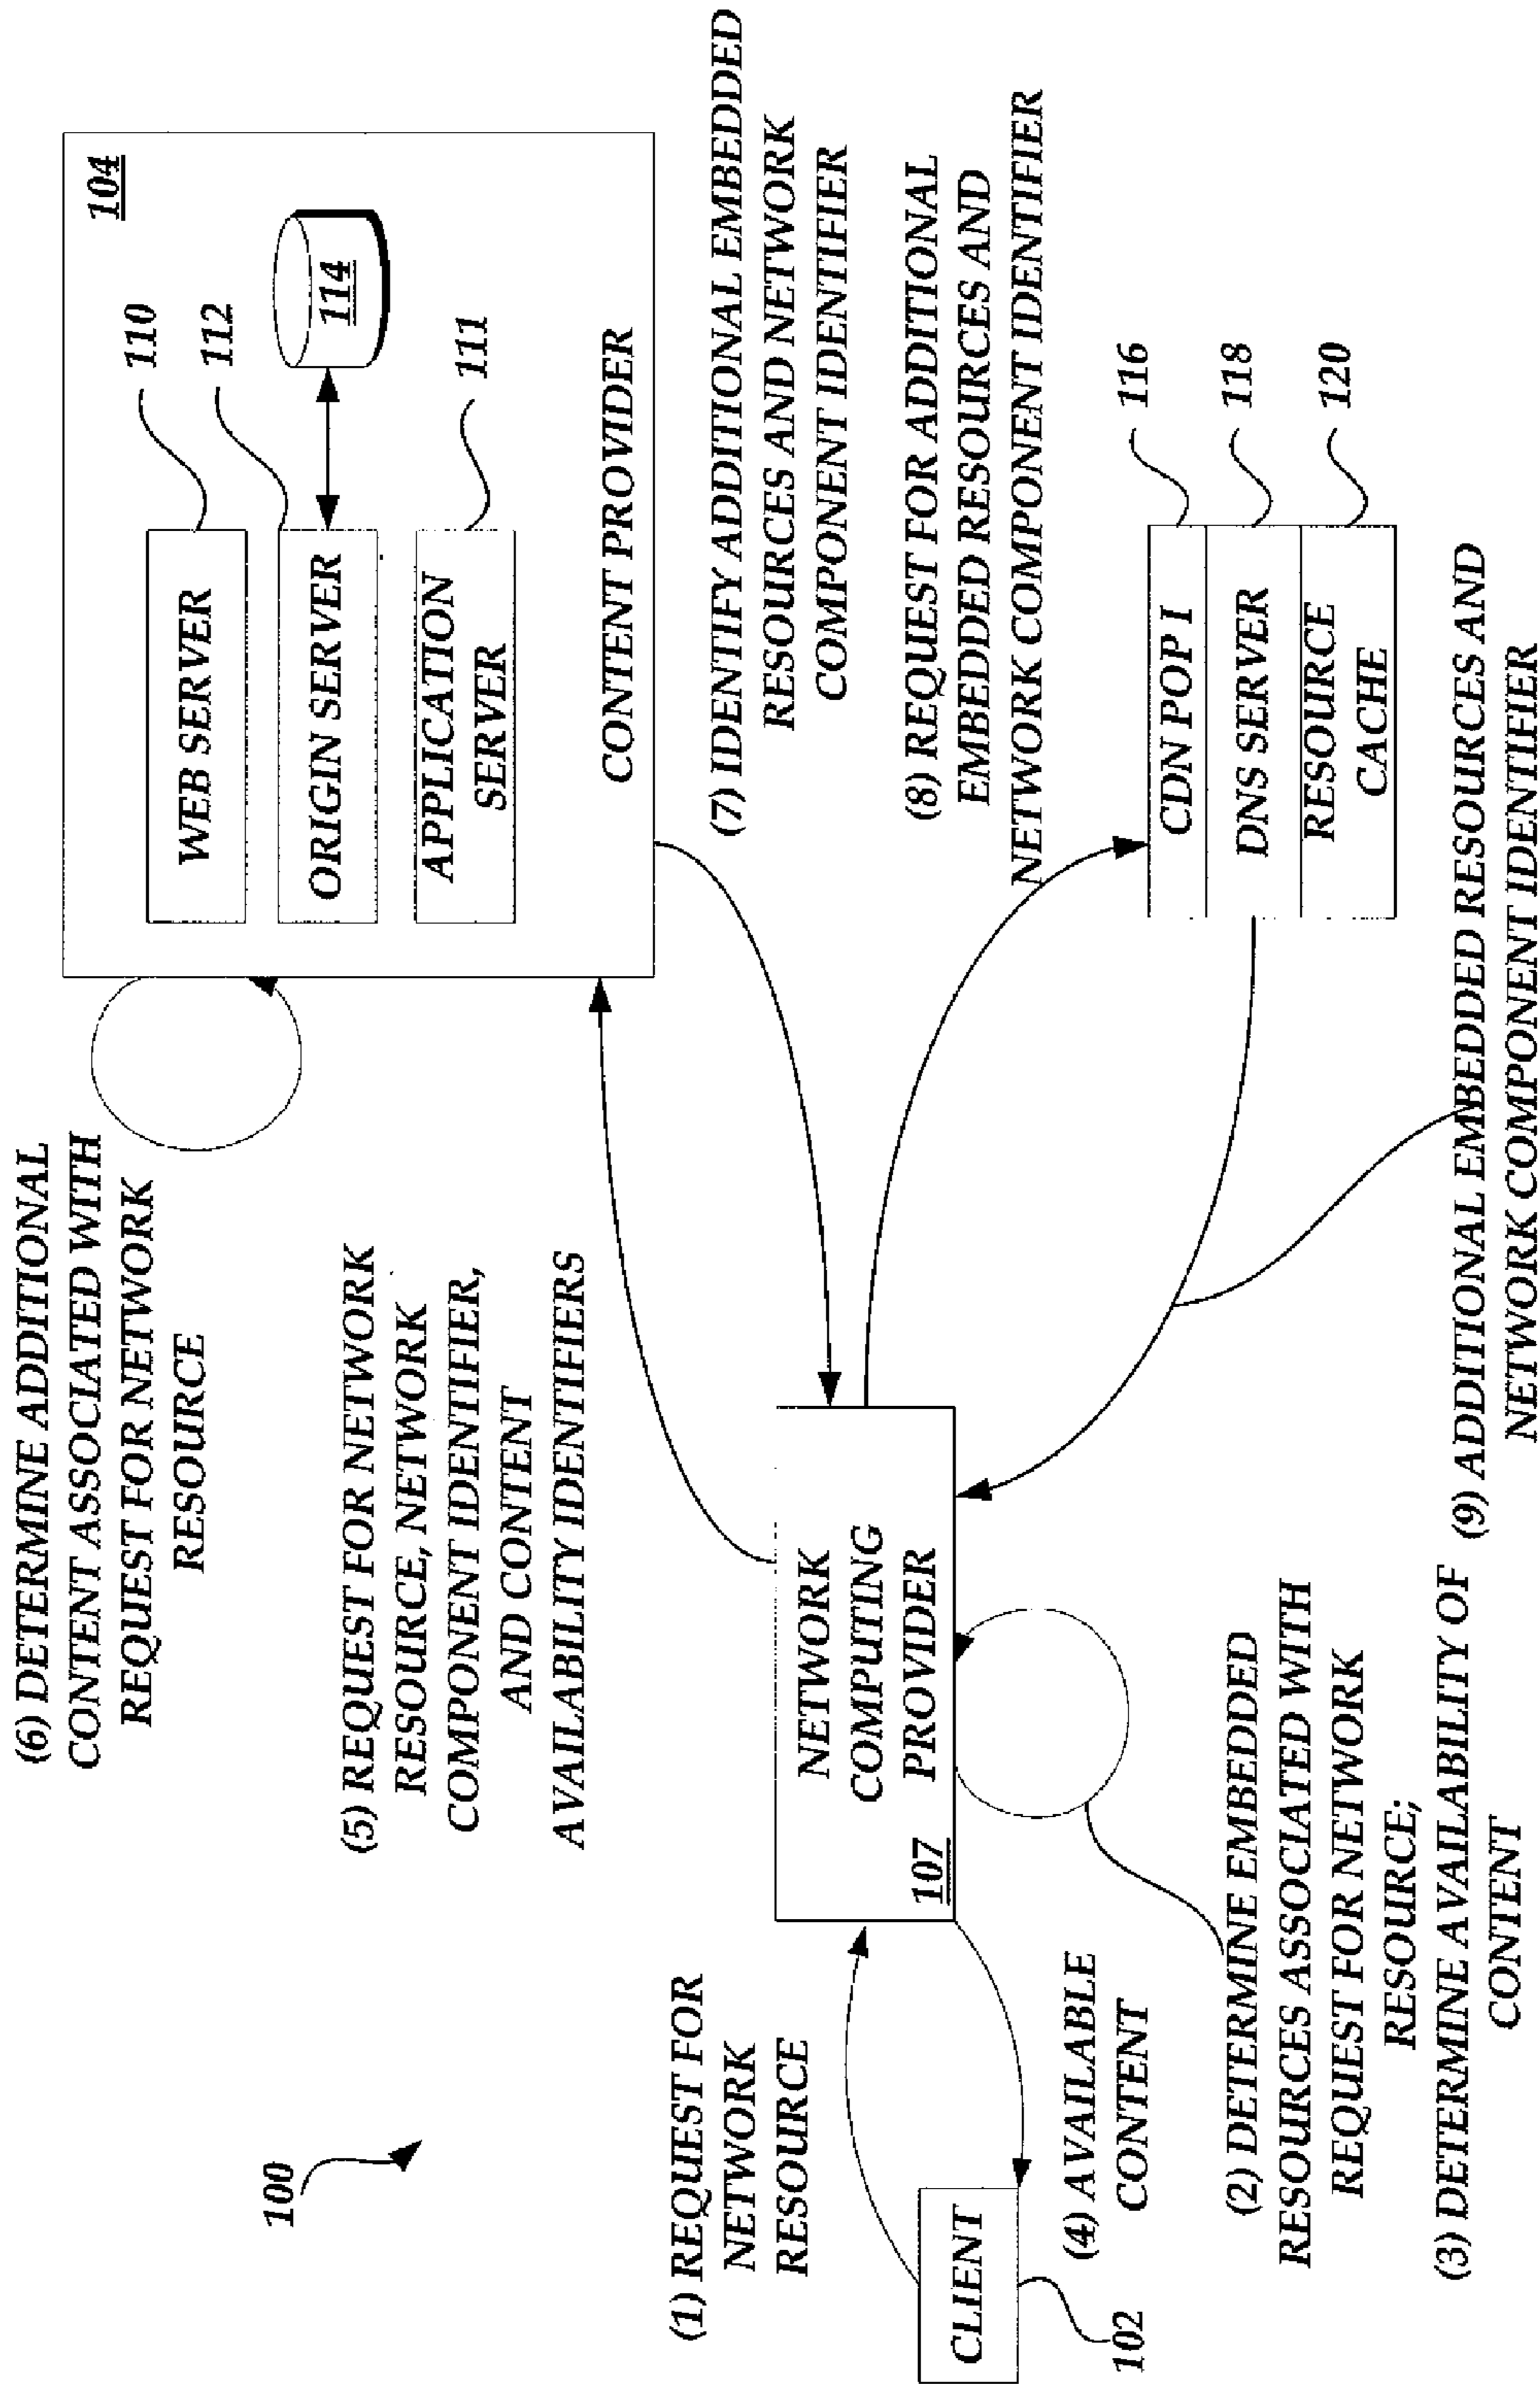 100
(1) REQUEST FOR
NETWORK
RESOURCE
CLIENT
102
(4) AVAILABLE
CONTENT
(2) DETERMINE EMBEDDED
RESOURCES ASSOCIATED WITH
REQUEST FOR NETWORK
RESOURCE;
(3) DETERMINE AVAILABILITY OF
CONTENT
NETWORK
COMPUTING
PROVIDER
107
(5) REQUEST FOR NETWORK
RESOURCE, NETWORK
COMPONENT IDENTIFIER,
AND CONTENT
AVAILABILITY IDENTIFIERS
(6) DETERMINE ADDITIONAL
CONTENT ASSOCIATED WITH
REQUEST FOR NETWORK
RESOURCE
104
WEB SERVER
110
ORIGIN SERVER
112
114
APPLICATION
SERVER
111
CONTENT PROVIDER
(7) IDENTIFY ADDITIONAL EMBEDDED
RESOURCES AND NETWORK
COMPONENT IDENTIFIER
(8) REQUEST FOR ADDITIONAL
EMBEDDED RESOURCES AND
NETWORK COMPONENT IDENTIFIER
CDN POP I
116
DNS SERVER
118
RESOURCE
CACHE
120
(9) ADDITIONAL EMBEDDED RESOURCES AND
NETWORK COMPONENT IDENTIFIER